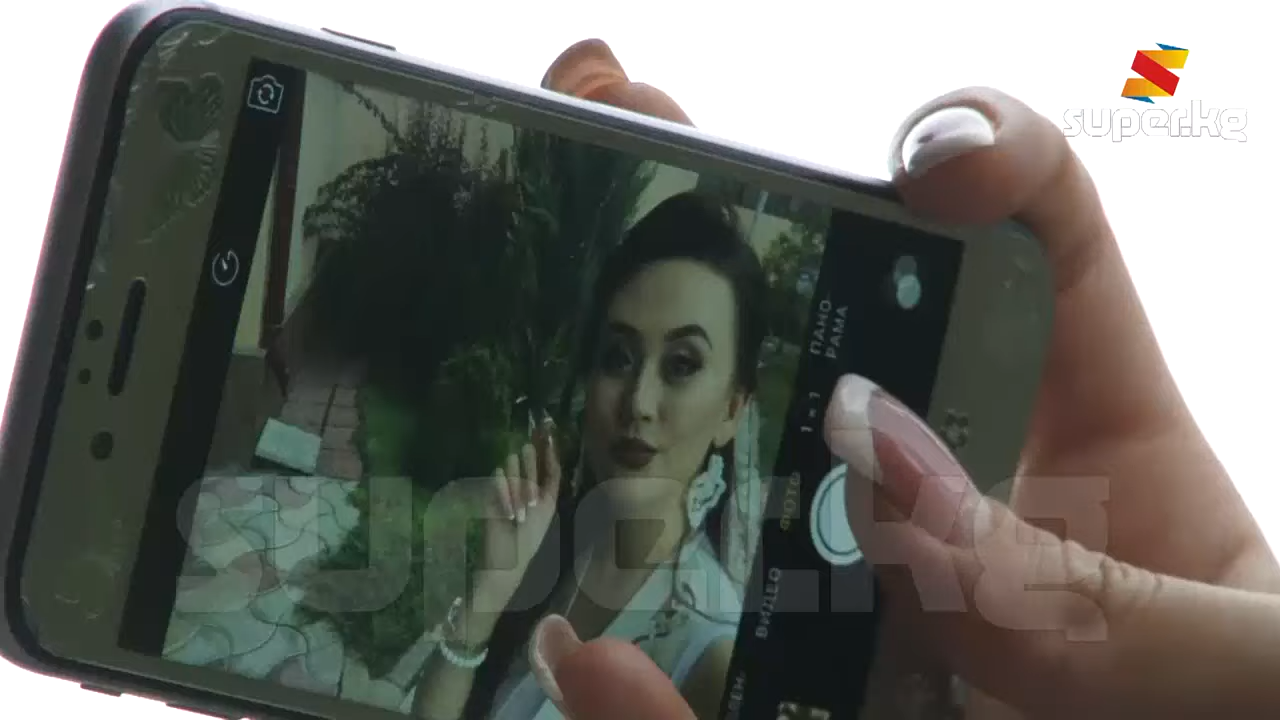 super.kg
ПАНО-
РАМА
1 × 1
ФОТО
ВИДЕО
super.kg